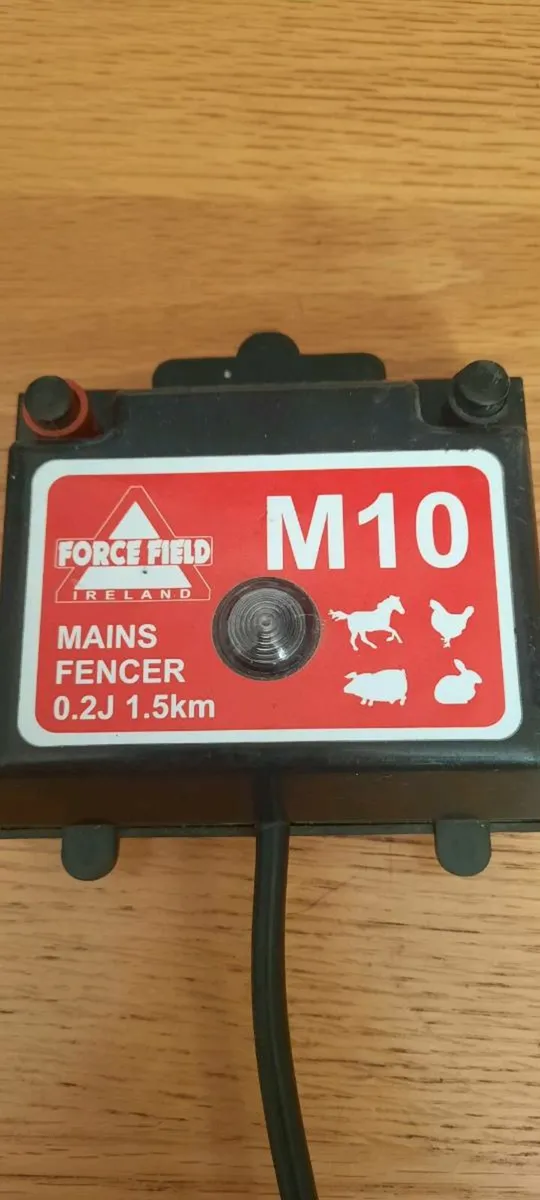 M10
FORCE FIELD
IRELAND
MAINS
FENCER
0.2J 1.5km